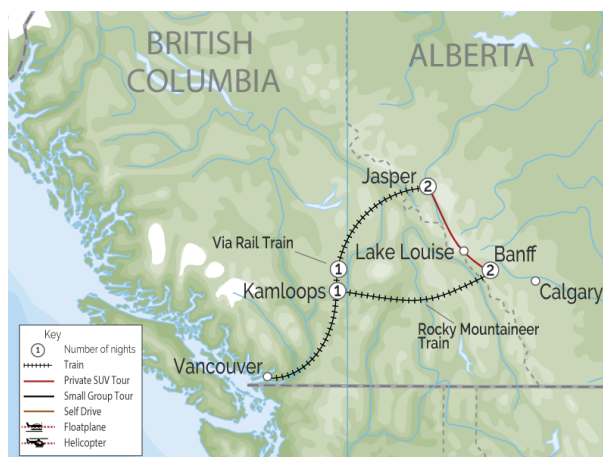 BRITISH
COLUMBIA
ALBERTA
Jasper
2
Via Rail Train
1
Lake Louise
Banff
2
Kamloops
1
Calgary
Rocky Mountaineer
Train
Vancouver
Key
1 Number of nights
Train
Private SUV Tour
Small Group Tour
Self Drive
Floatplane
Helicopter